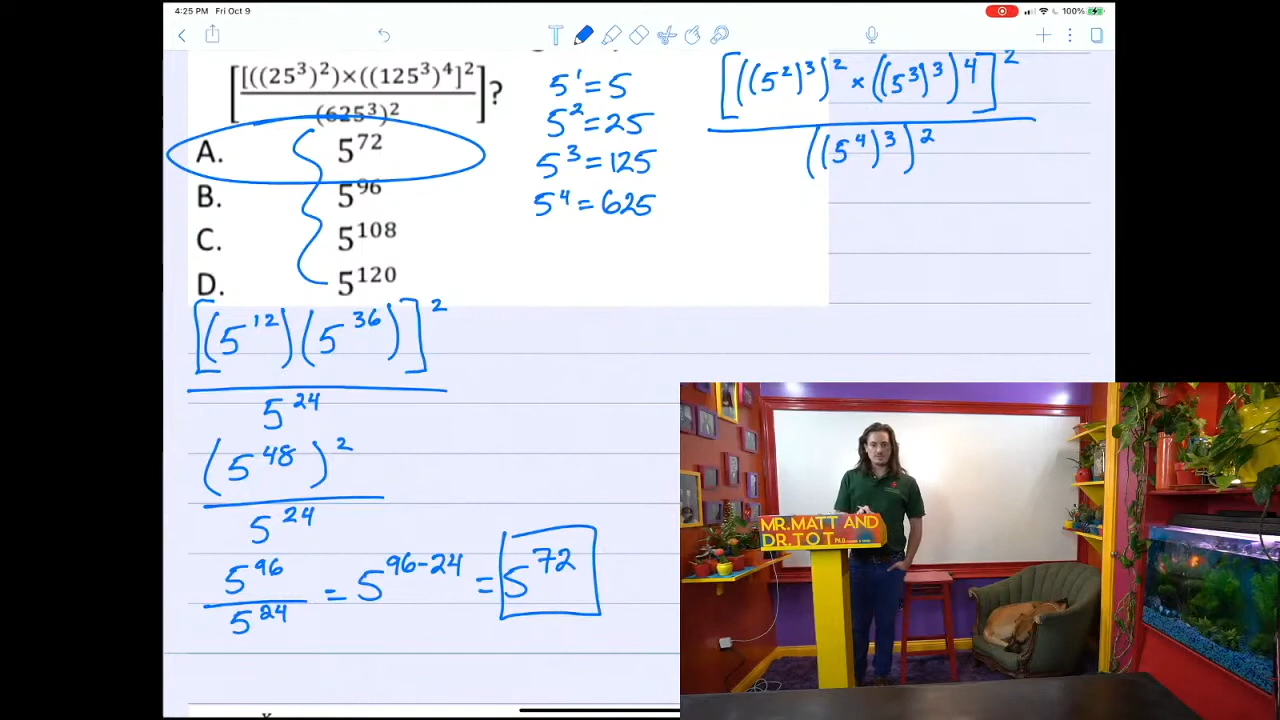 4:25 PM Fri Oct 9
100%
[[((25³)²)×((125³)⁴]² / (625³)²]?
A. 5⁷²
B. 5⁹⁶
C. 5¹⁰⁸
D. 5¹²⁰
5¹=5
5²=25
5³=125
5⁴=625
[((5²)³)²×((5³)³)4]²
((5⁴)³)²
[(5¹²)(5³⁶)]²
5²⁴
(5⁴⁸)²
5²⁴
5⁹⁶ / 5²⁴ = 5⁹⁶⁻²⁴ = 5⁷²
MR.MATT AND
DR.TOT PH.D